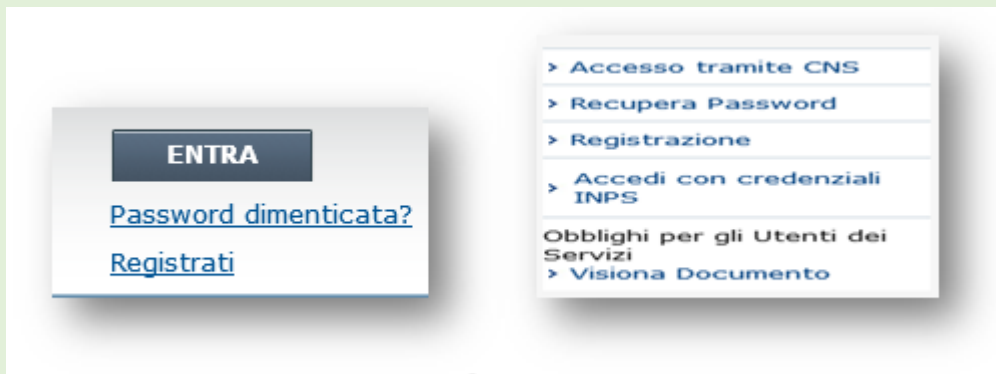 ENTRA
Password dimenticata?
Registrati
> Accesso tramite CNS
> Recupera Password
> Registrazione
> Accedi con credenziali
INPS
Obblighi per gli Utenti dei
Servizi
> Visiona Documento